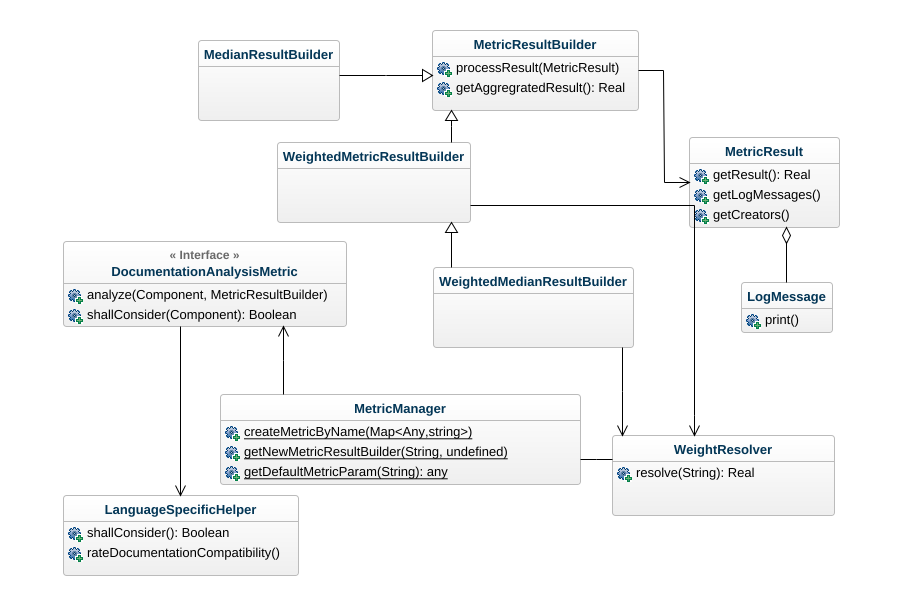 MedianResultBuilder
MetricResultBuilder
processResult(MetricResult)
getAggregratedResult(): Real
WeightedMetricResultBuilder
MetricResult
getResult(): Real
getLogMessages()
getCreators()
« Interface »
DocumentationAnalysisMetric
analyze(Component, MetricResultBuilder)
shallConsider(Component): Boolean
WeightedMedianResultBuilder
LogMessage
print()
MetricManager
createMetricByName(Map<Any,string>)
getNewMetricResultBuilder(String, undefined)
getDefaultMetricParam(String): any
WeightResolver
resolve(String): Real
LanguageSpecificHelper
shallConsider(): Boolean
rateDocumentationCompatibility()